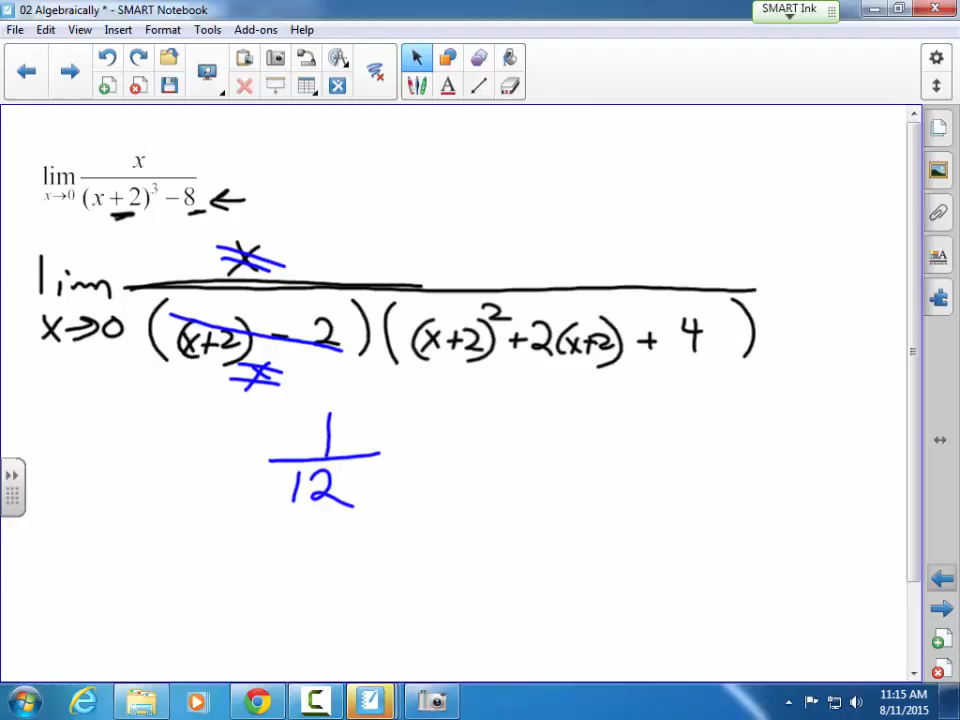 02 Algebraically * - SMART Notebook
SMART Ink
File Edit View Insert Format Tools Add-ons Help
lim x→0 x / (x + 2)³ − 8 ←
lim x→0 x / ((x+2) − 2)((x+2)² + 2(x+2) + 4)
x
1
12
11:15 AM
8/11/2015